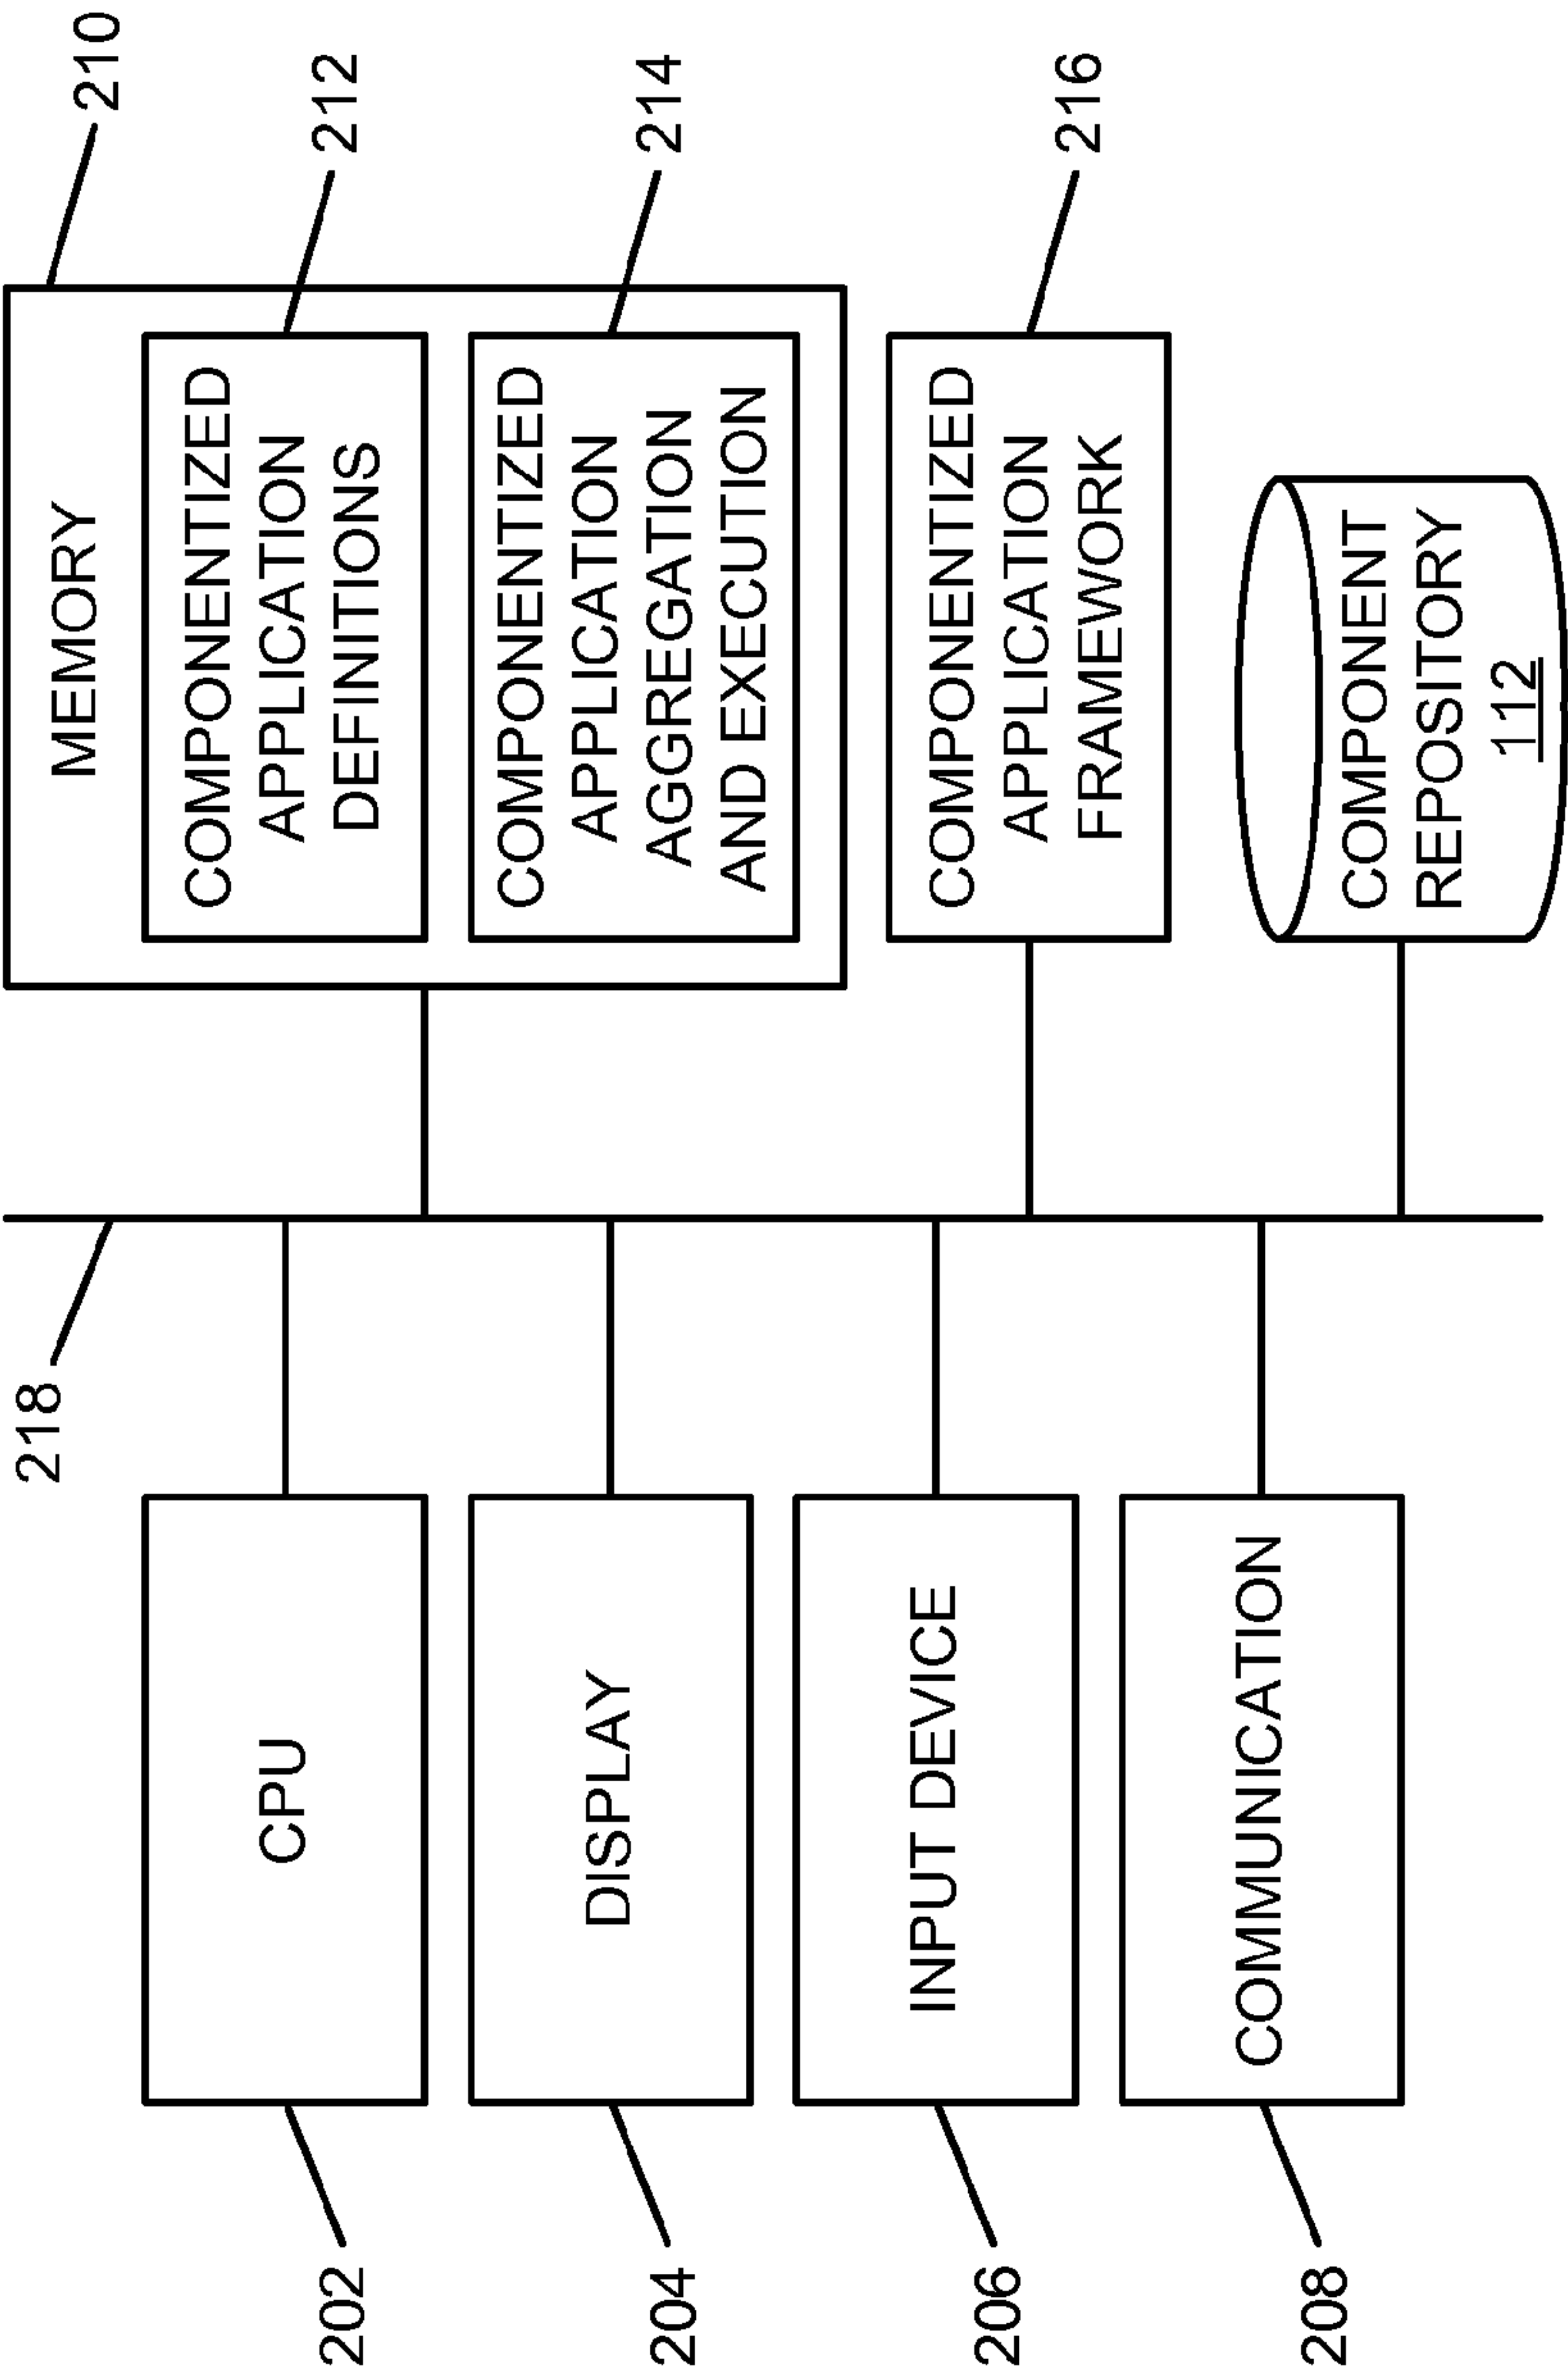 218
202
CPU
204
DISPLAY
206
INPUT DEVICE
208
COMMUNICATION
210
MEMORY
212
COMPONENTIZED
APPLICATION
DEFINITIONS
214
COMPONENTIZED
APPLICATION
AGGREGATION
AND EXECUTION
216
COMPONENTIZED
APPLICATION
FRAMEWORK
COMPONENT
REPOSITORY
112